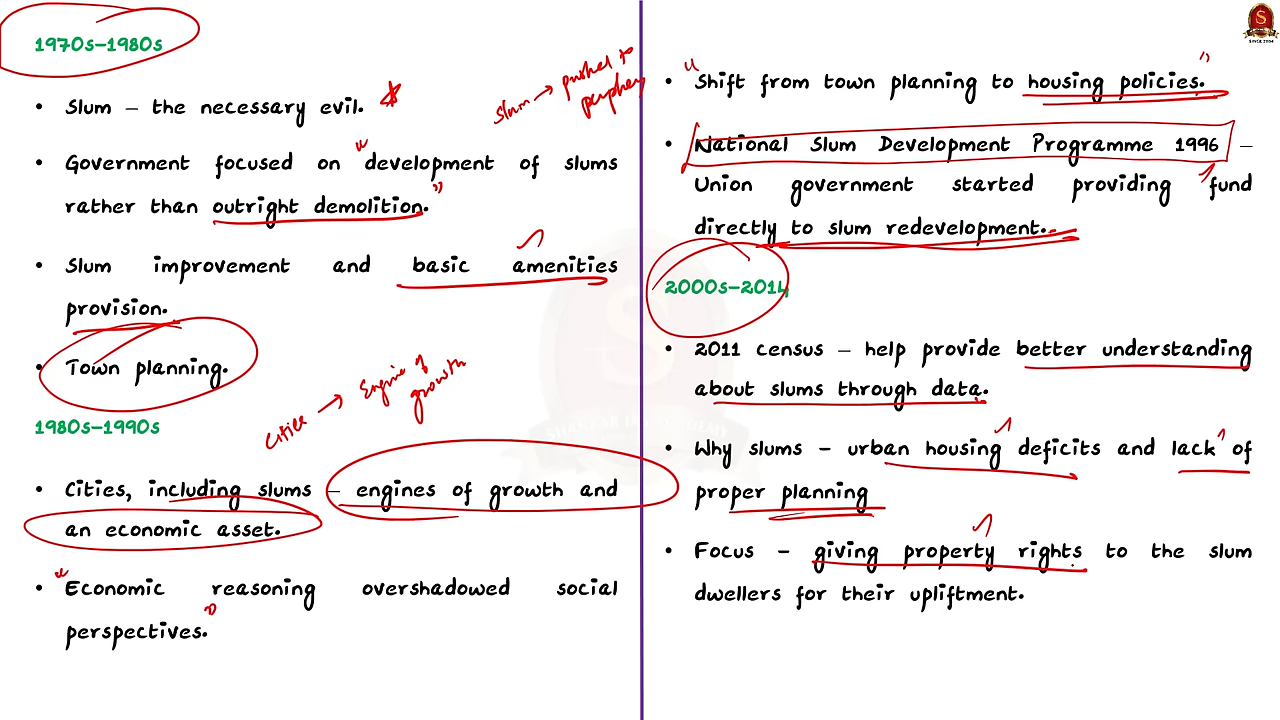 1970s-1980s
• Slum – the necessary evil.
Slum → pushed to
periphery
• Government focused on "development of slums
rather than outright demolition."
• Slum improvement and basic amenities
provision.
• Town planning.
Cities → Engine of
growth
1980s-1990s
• Cities, including slums – engines of growth and
an economic asset.
• "Economic reasoning overshadowed social
perspectives."
• "Shift from town planning to housing policies."
• National Slum Development Programme 1996 –
Union government started providing fund
directly to slum redevelopment.
2000s-2014
• 2011 census – help provide better understanding
about slums through data.
• Why slums – urban housing deficits and lack of
proper planning
• Focus – giving property rights to the slum
dwellers for their upliftment.